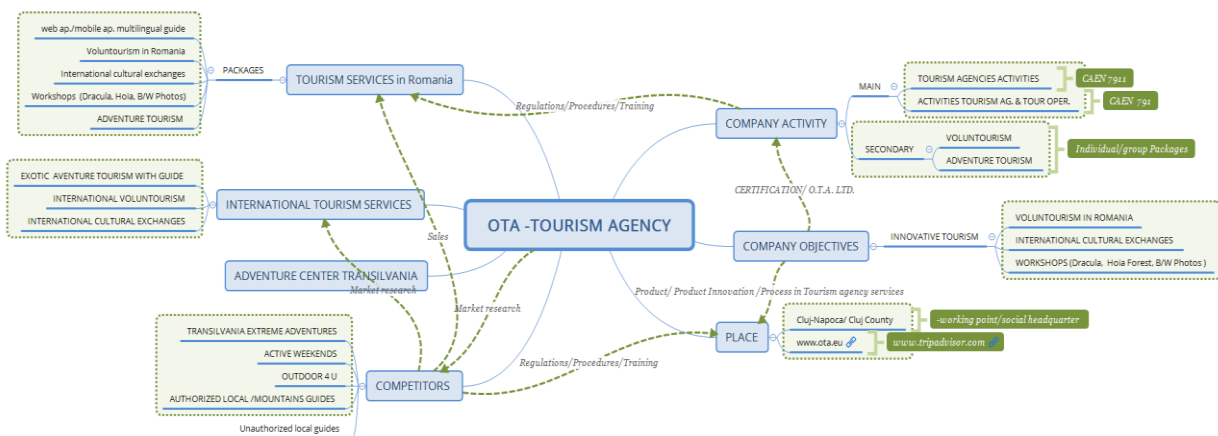 web ap./mobile ap. multilingual guide
Voluntourism in Romania
International cultural exchanges
Workshops (Dracula, Hoia, B/W Photos)
ADVENTURE TOURISM
PACKAGES
TOURISM SERVICES in Romania
EXOTIC AVENTURE TOURISM WITH GUIDE
INTERNATIONAL VOLUNTOURISM
INTERNATIONAL CULTURAL EXCHANGES
INTERNATIONAL TOURISM SERVICES
ADVENTURE CENTER TRANSILVANIA
TRANSILVANIA EXTREME ADVENTURES
ACTIVE WEEKENDS
OUTDOOR 4 U
AUTHORIZED LOCAL /MOUNTAINS GUIDES
Unauthorized local guides
COMPETITORS
Market research
Sales
Market research
OTA -TOURISM AGENCY
Regulations/Procedures/Training
COMPANY ACTIVITY
MAIN
TOURISM AGENCIES ACTIVITIES
CAEN 7911
ACTIVITIES TOURISM AG. & TOUR OPER.
CAEN 791
SECONDARY
VOLUNTOURISM
ADVENTURE TOURISM
Individual/group Packages
CERTIFICATION/ O.T.A. LTD.
COMPANY OBJECTIVES
INNOVATIVE TOURISM
VOLUNTOURISM IN ROMANIA
INTERNATIONAL CULTURAL EXCHANGES
WORKSHOPS (Dracula, Hoia Forest, B/W Photos )
Product/ Product Innovation /Process in Tourism agency services
PLACE
Cluj-Napoca/ Cluj County
-working point/social headquarter
www.ota.eu
www.tripadvisor.com
Regulations/Procedures/Training